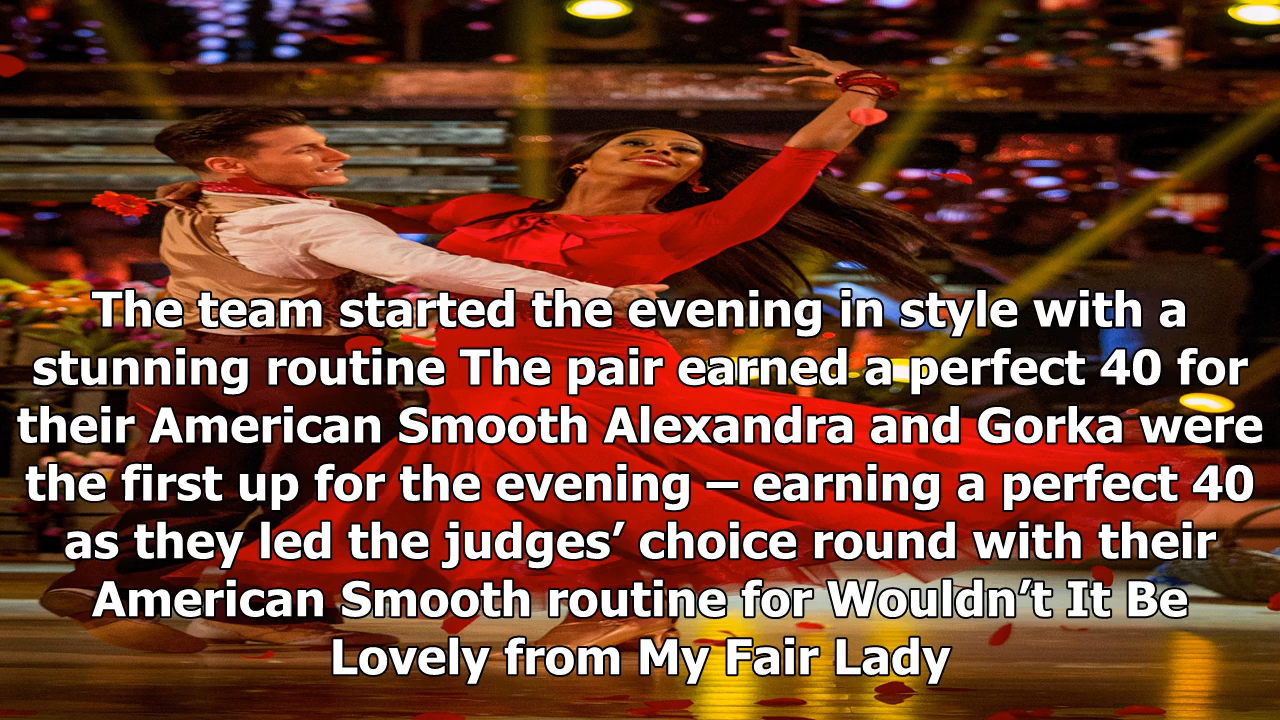 The team started the evening in style with a
stunning routine The pair earned a perfect 40 for
their American Smooth Alexandra and Gorka were
the first up for the evening – earning a perfect 40
as they led the judges’ choice round with their
American Smooth routine for Wouldn’t It Be
Lovely from My Fair Lady